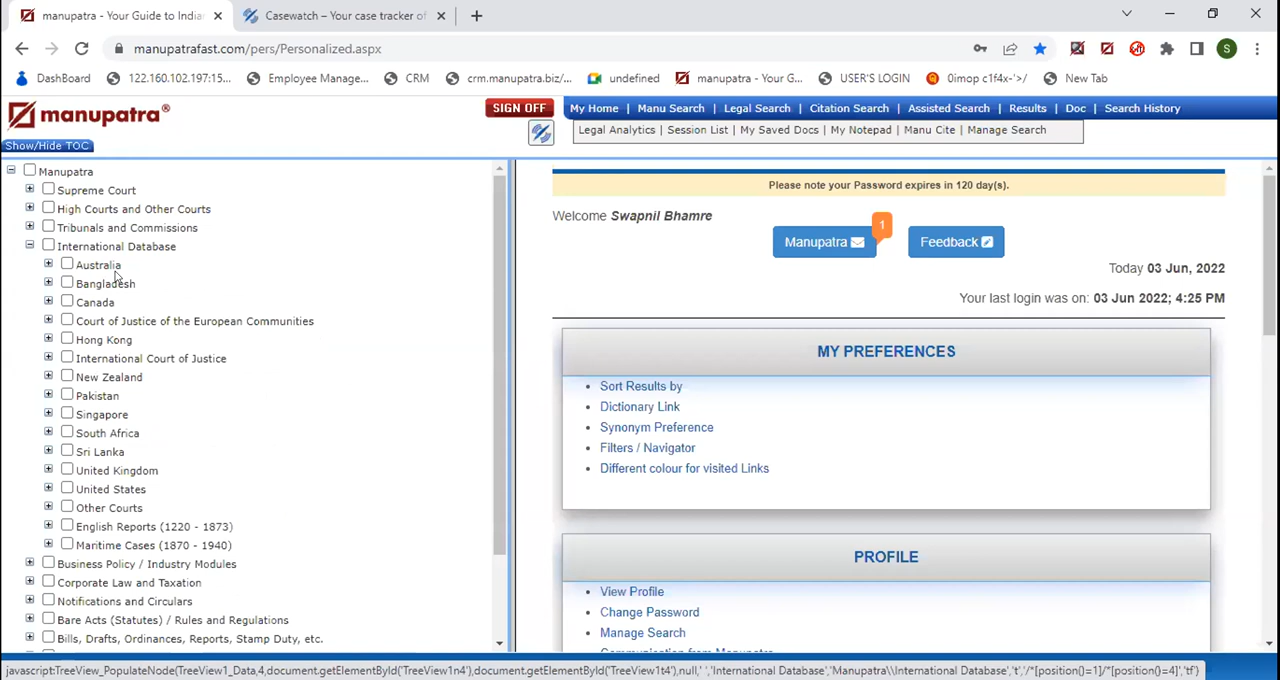 manupatra - Your Guide to India
Casewatch – Your case tracker of
manupatrafast.com/pers/Personalized.aspx
S
DashBoard
122.160.102.197:15...
Employee Manage...
CRM
crm.manupatra.biz/...
undefined
manupatra - Your G...
USER'S LOGIN
0imop c1f4x-'>/
New Tab
manupatra®
SIGN OFF
My Home | Manu Search | Legal Search | Citation Search | Assisted Search | Results | Doc | Search History
Legal Analytics | Session List | My Saved Docs | My Notepad | Manu Cite | Manage Search
Show/Hide TOC
Manupatra
Supreme Court
High Courts and Other Courts
Tribunals and Commissions
International Database
Australia
Bangladesh
Canada
Court of Justice of the European Communities
Hong Kong
International Court of Justice
New Zealand
Pakistan
Singapore
South Africa
Sri Lanka
United Kingdom
United States
Other Courts
English Reports (1220 - 1873)
Maritime Cases (1870 - 1940)
Business Policy / Industry Modules
Corporate Law and Taxation
Notifications and Circulars
Bare Acts (Statutes) / Rules and Regulations
Bills, Drafts, Ordinances, Reports, Stamp Duty, etc.
Please note your Password expires in 120 day(s).
Welcome Swapnil Bhamre
1
Manupatra
Feedback
Today 03 Jun, 2022
Your last login was on: 03 Jun 2022; 4:25 PM
MY PREFERENCES
Sort Results by
Dictionary Link
Synonym Preference
Filters / Navigator
Different colour for visited Links
PROFILE
View Profile
Change Password
Manage Search
Communication from Manupatra
javascript:TreeView_PopulateNode(TreeView1_Data,4,document.getElementById('TreeView1n4'),document.getElementById('TreeView1t4'),null,' ','International Database','Manupatra\\International Database','t','/*[position()=1]/*[position()=4]','tf')